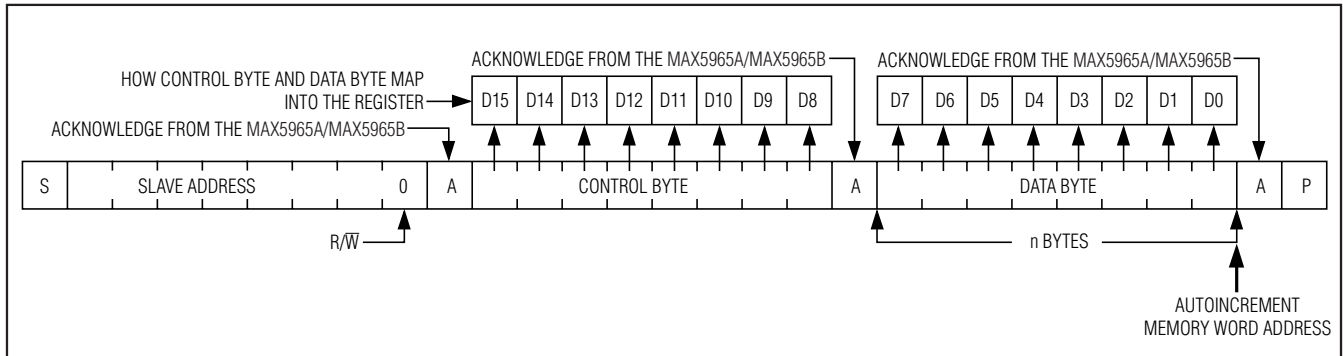 ACKNOWLEDGE FROM THE MAX5965A/MAX5965B
ACKNOWLEDGE FROM THE MAX5965A/MAX5965B
HOW CONTROL BYTE AND DATA BYTE MAP
INTO THE REGISTER
D15 D14 D13 D12 D11 D10 D9 D8
D7 D6 D5 D4 D3 D2 D1 D0
ACKNOWLEDGE FROM THE MAX5965A/MAX5965B
S SLAVE ADDRESS 0 A CONTROL BYTE A DATA BYTE A P
R/W̅
n BYTES
AUTOINCREMENT
MEMORY WORD ADDRESS